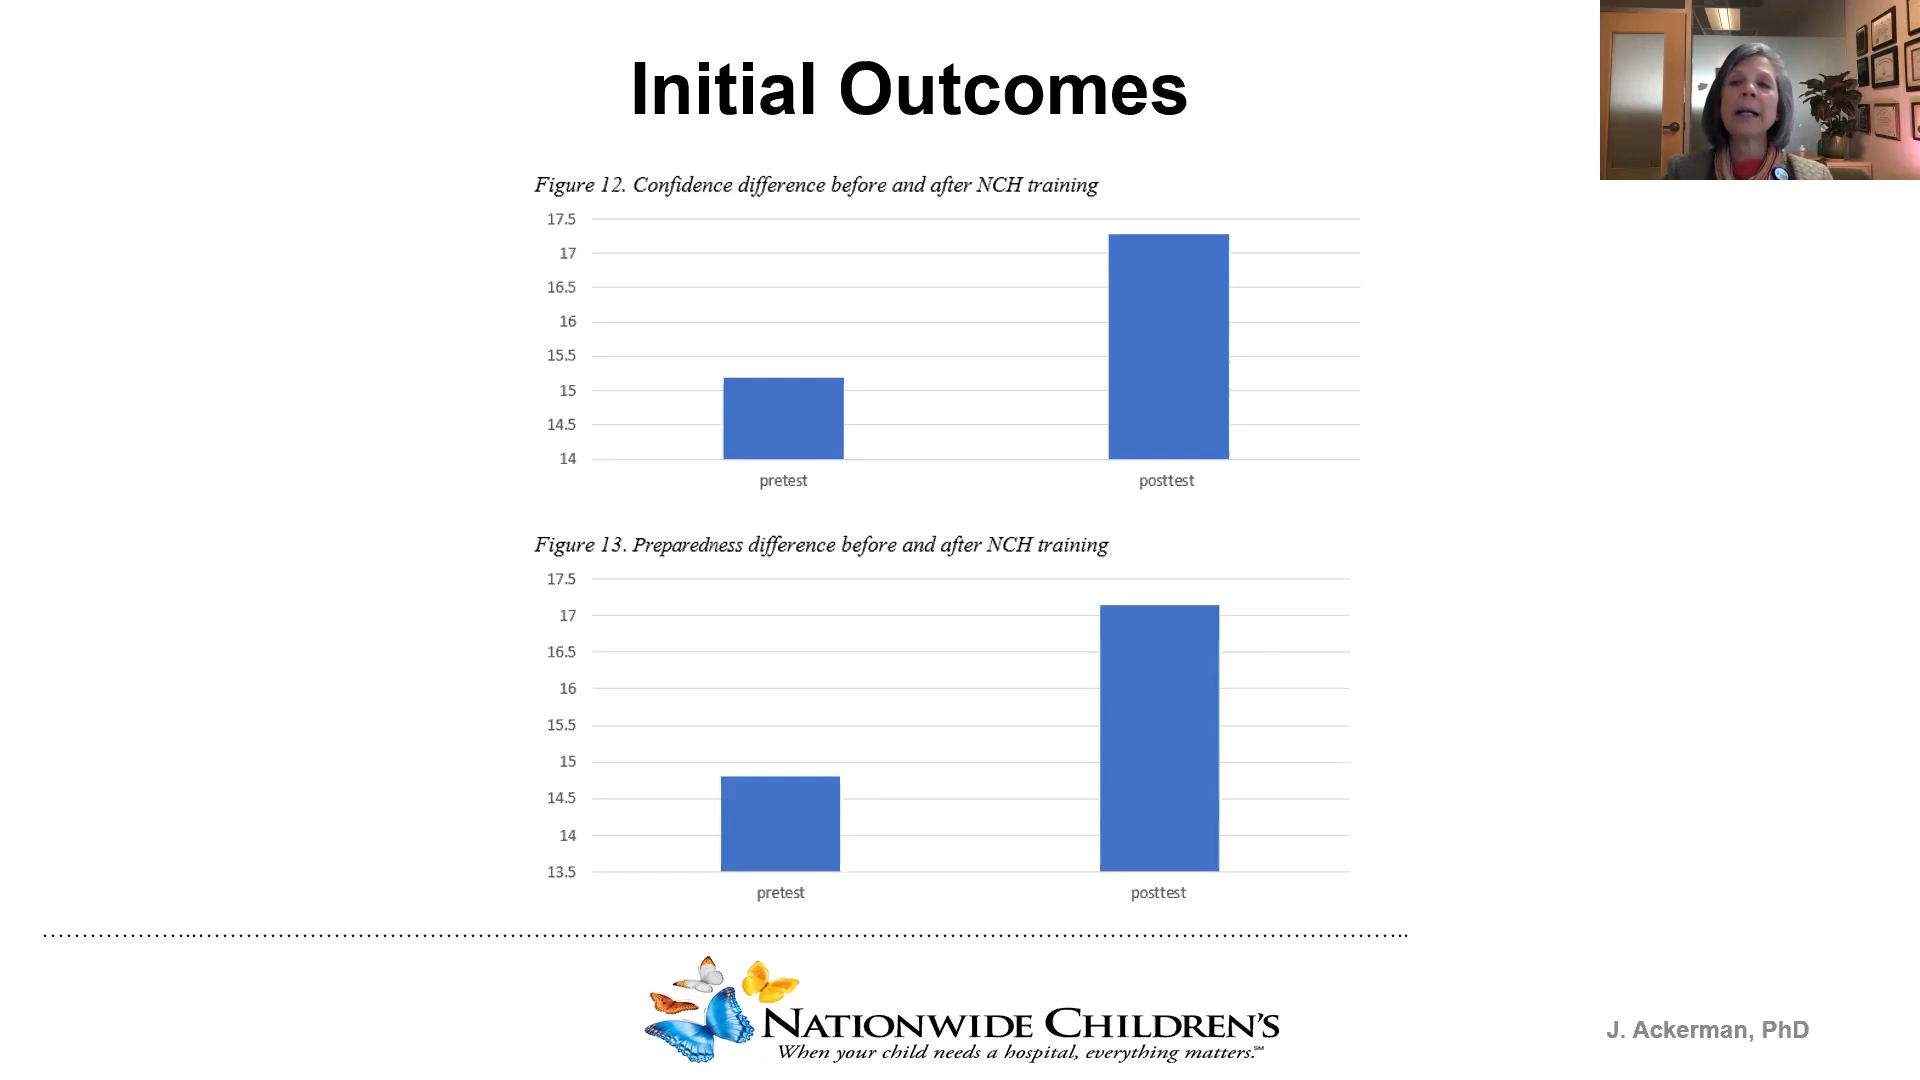 Initial Outcomes
Figure 12. Confidence difference before and after NCH training
17.5
17
16.5
16
15.5
15
14.5
14
pretest posttest
Figure 13. Preparedness difference before and after NCH training
17.5
17
16.5
16
15.5
15
14.5
14
13.5
pretest posttest
NATIONWIDE CHILDREN'S
When your child needs a hospital, everything matters.℠
J. Ackerman, PhD